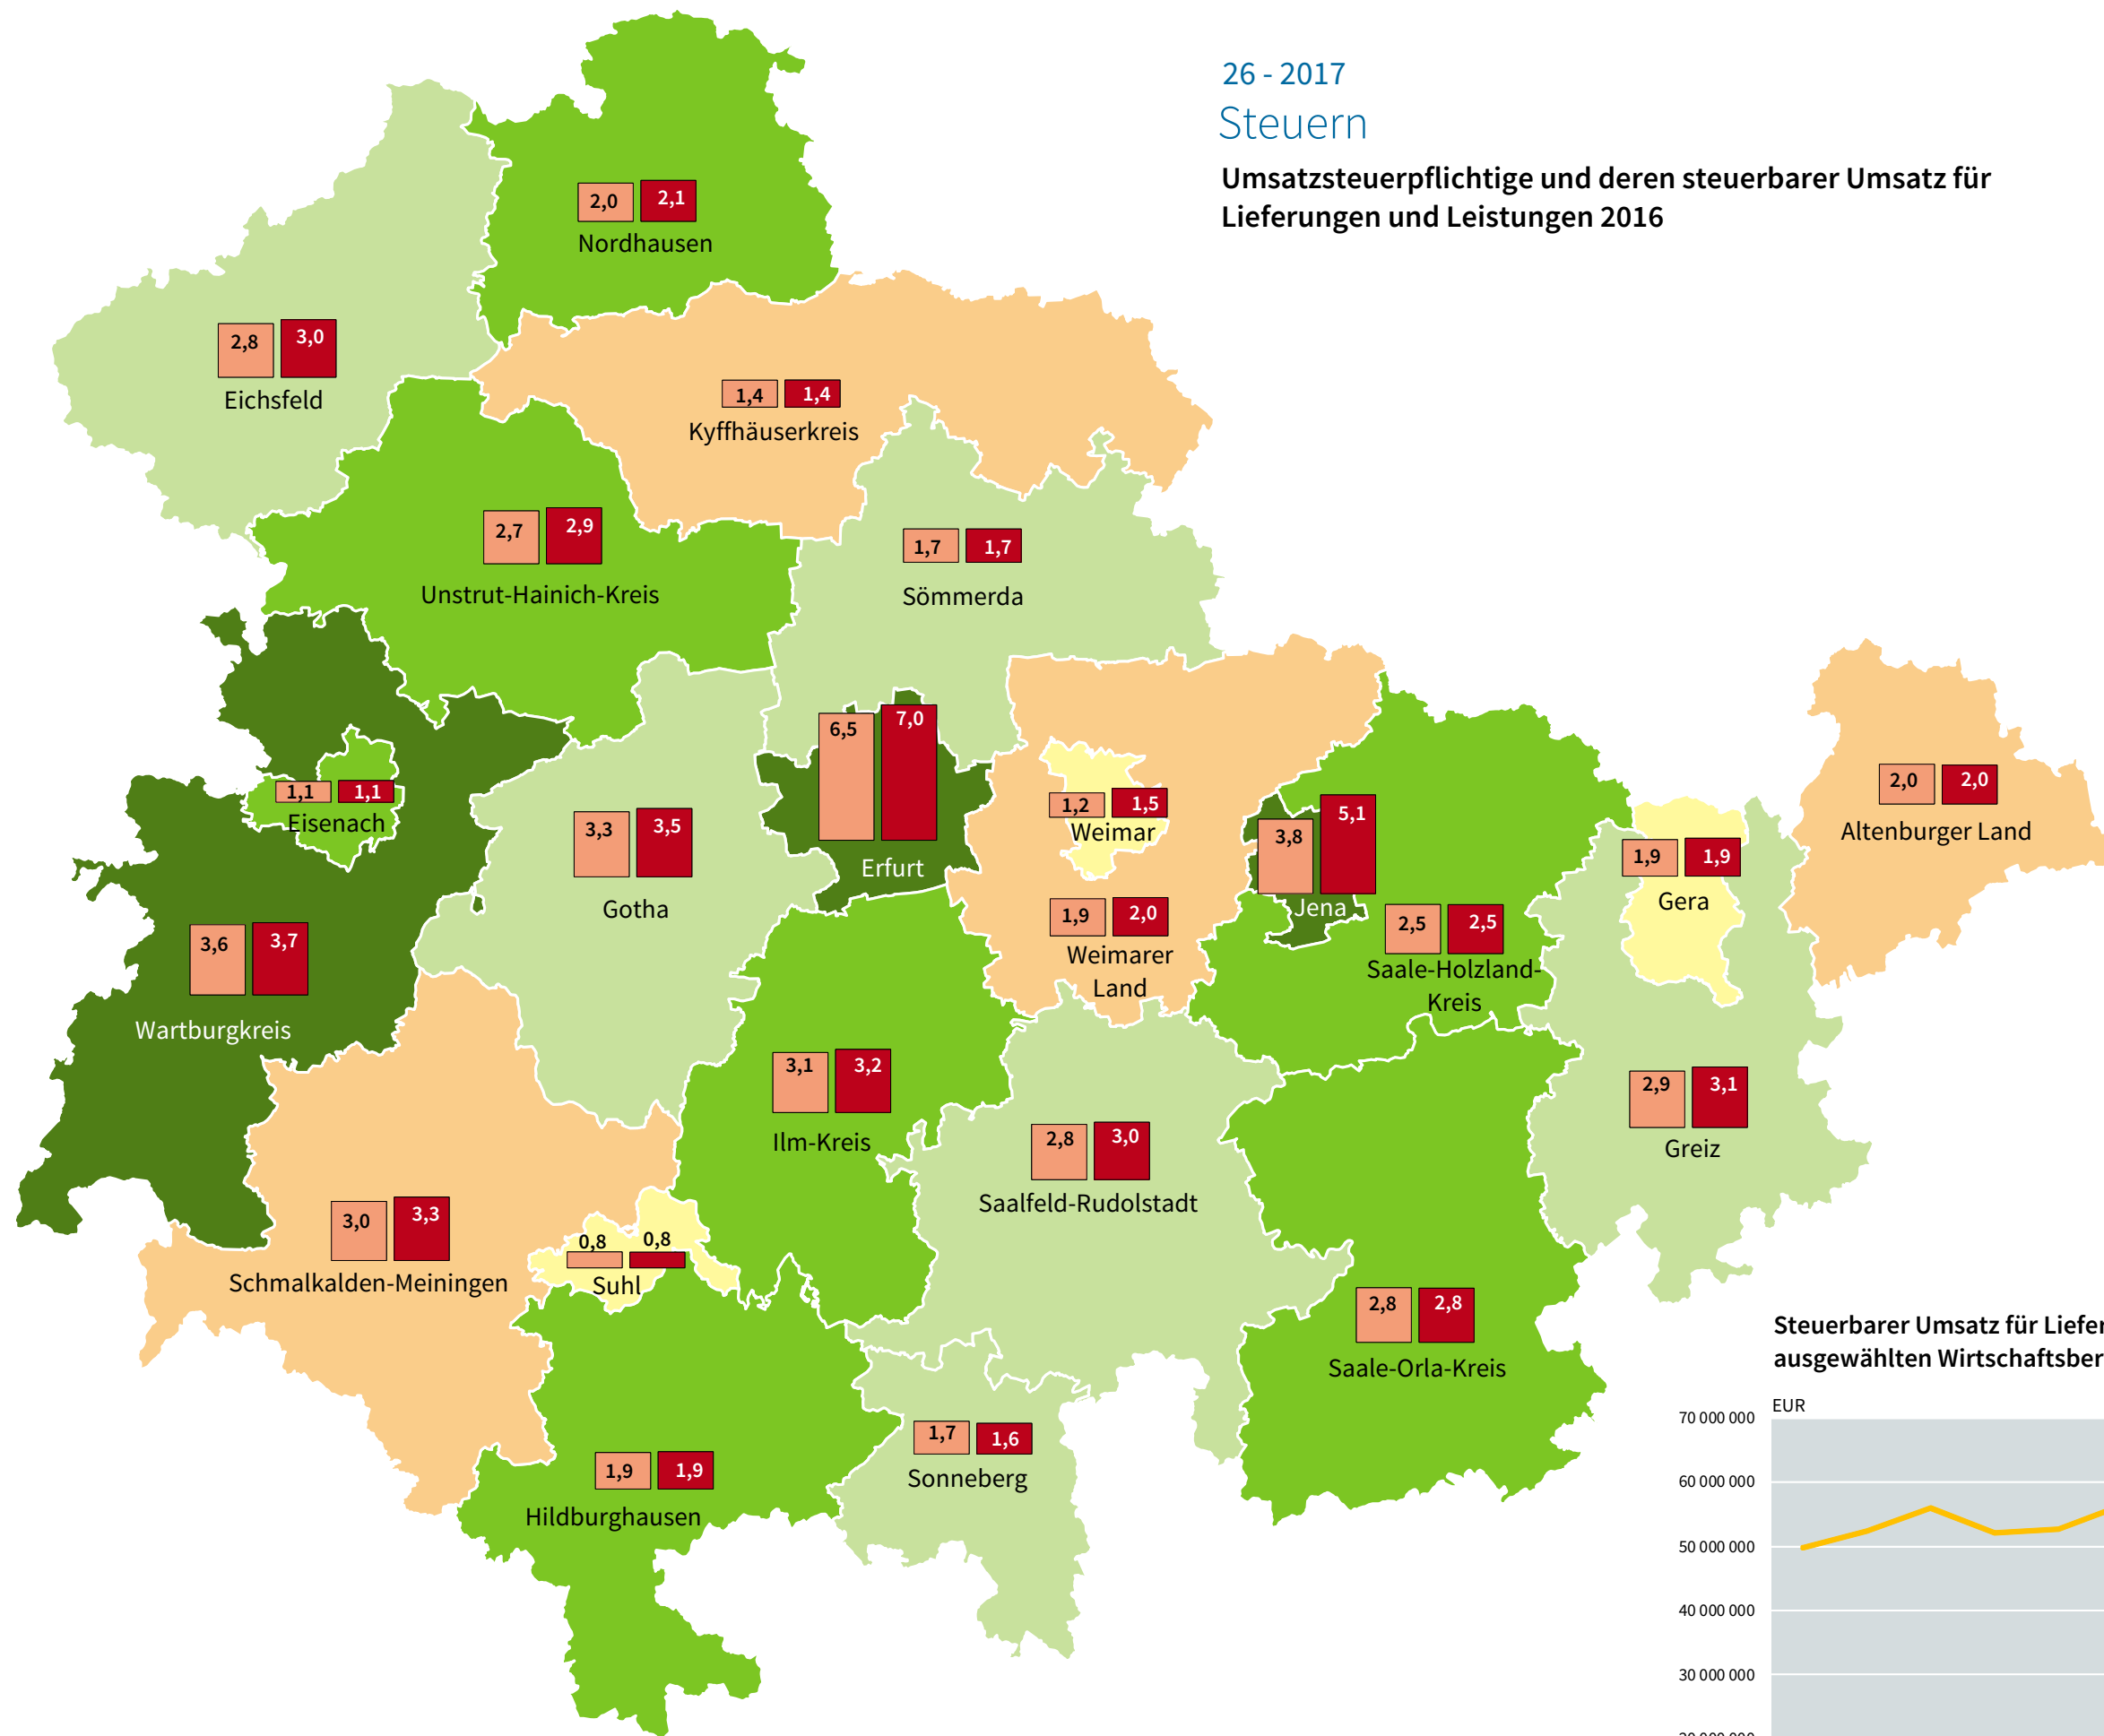 26 - 2017
Steuern
Umsatzsteuerpflichtige und deren steuerbarer Umsatz für
Lieferungen und Leistungen 2016
2,0 2,1
Nordhausen
2,8 3,0
Eichsfeld
1,4 1,4
Kyffhäuserkreis
2,7 2,9
Unstrut-Hainich-Kreis
1,7 1,7
Sömmerda
6,5 7,0
Erfurt
1,1 1,1
Eisenach
3,3 3,5
Gotha
1,2 1,5
Weimar
3,8 5,1
Jena
1,9 1,9
Gera
2,0 2,0
Altenburger Land
1,9 2,0
Weimarer
Land
2,5 2,5
Saale-Holzland-
Kreis
3,6 3,7
Wartburgkreis
3,1 3,2
Ilm-Kreis
2,8 3,0
Saalfeld-Rudolstadt
2,9 3,1
Greiz
3,0 3,3
Schmalkalden-Meiningen
0,8 0,8
Suhl
2,8 2,8
Saale-Orla-Kreis
1,9 1,9
Hildburghausen
1,7 1,6
Sonneberg
Steuerbarer Umsatz für Liefer
ausgewählten Wirtschaftsber
EUR
70 000 000
60 000 000
50 000 000
40 000 000
30 000 000